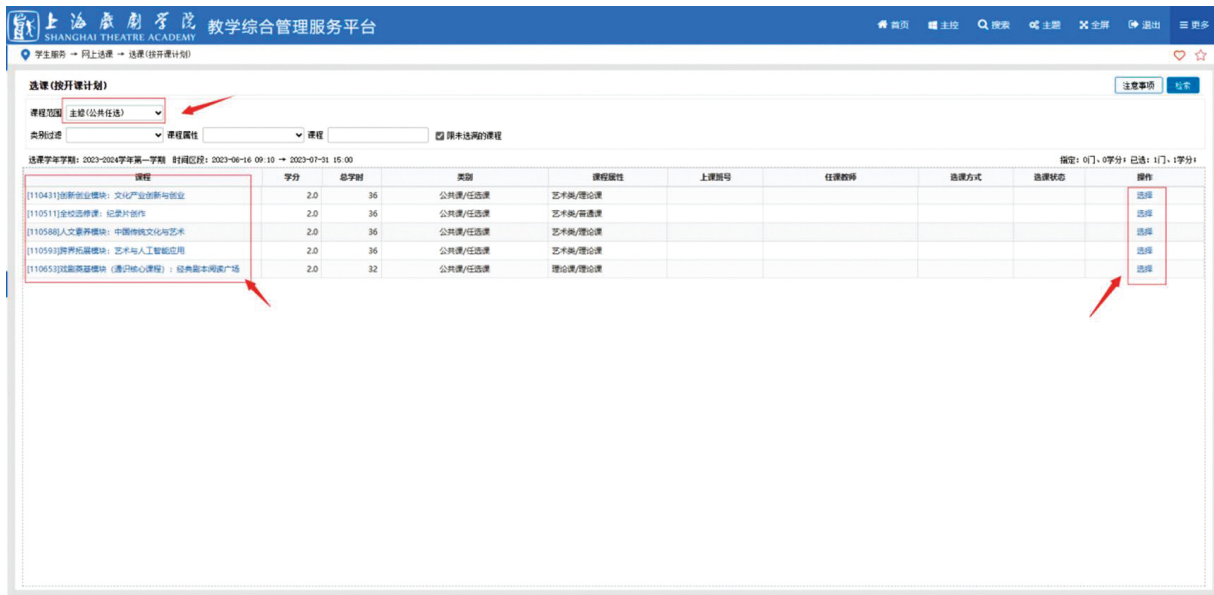 上海戲劇學院 教学综合管理服务平台 首页 主控 搜索 主题 全屏 退出 更多
SHANGHAI THEATRE ACADEMY
学生服务 → 网上选课 → 选课(按开课计划)
选课(按开课计划) 注意事项 检索
课程范围 主修(公共任选)
类别过滤 课程属性 课程 限未选满的课程
选课学年学期：2023-2024学年第一学期 时间区段：2023-06-16 09:10 → 2023-07-31 15:00 指定：0门、0学分；已选：1门、1学分；
课程 学分 总学时 类别 课程属性 上课班号 任课教师 选课方式 选课状态 操作
[110431]创新创业模块：文化产业创新与创业 2.0 36 公共课/任选课 艺术类/理论课 选择
[110511]全校选修课：纪录片创作 2.0 36 公共课/任选课 艺术类/普通课 选择
[110588]人文素养模块：中国传统文化与艺术 2.0 36 公共课/任选课 艺术类/理论课 选择
[110593]跨界拓展模块：艺术与人工智能应用 2.0 36 公共课/任选课 艺术类/理论课 选择
[110653]戏剧奠基模块（通识核心课程）：经典剧本阅读广场 2.0 32 公共课/任选课 理论课/理论课 选择